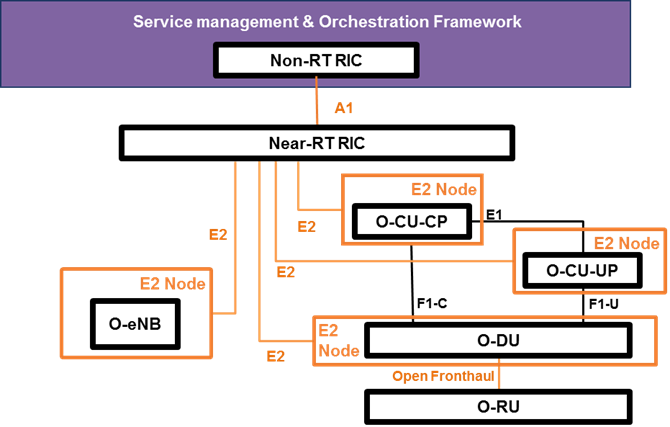 Service management & Orchestration Framework
Non-RT RIC
A1
Near-RT RIC
E2 Node
E2
O-CU-CP
E1
E2
E2 Node
E2
O-CU-UP
E2 Node
F1-C
F1-U
O-eNB
E2
Node
O-DU
E2
Open Fronthaul
O-RU